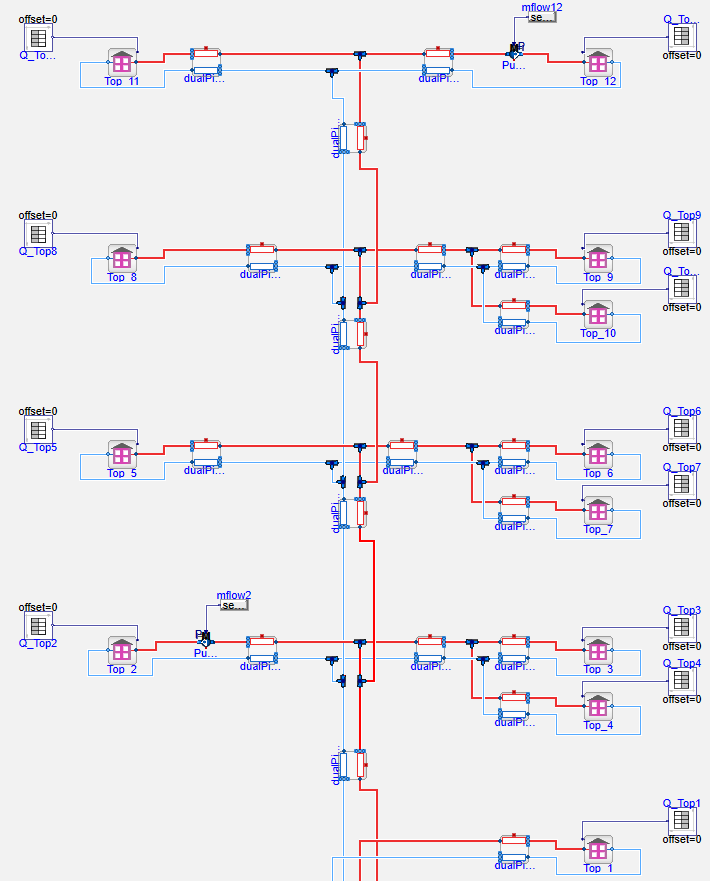 mflow12
offset=0
se...
Q_To...
Q_To...
P
Pu...
offset=0
Top_11
dualPi...
dualPi...
Top_12
dualPi...
offset=0
Q_Top9
Q_Top8
offset=0
Top_8
dualPi...
dualPi...
dualPi...
Top_9
Q_To...
offset=0
dualPi...
dualPi...
Top_10
offset=0
Q_Top6
Q_Top5
offset=0
Top_5
dualPi...
dualPi...
dualPi...
Top_6
Q_Top7
offset=0
dualPi...
dualPi...
Top_7
mflow2
offset=0
se...
Q_Top3
Q_Top2
P
Pu...
offset=0
Top_2
dualPi...
dualPi...
dualPi...
Top_3
Q_Top4
offset=0
dualPi...
Top_4
dualPi...
Q_Top1
offset=0
dualPi...
Top_1